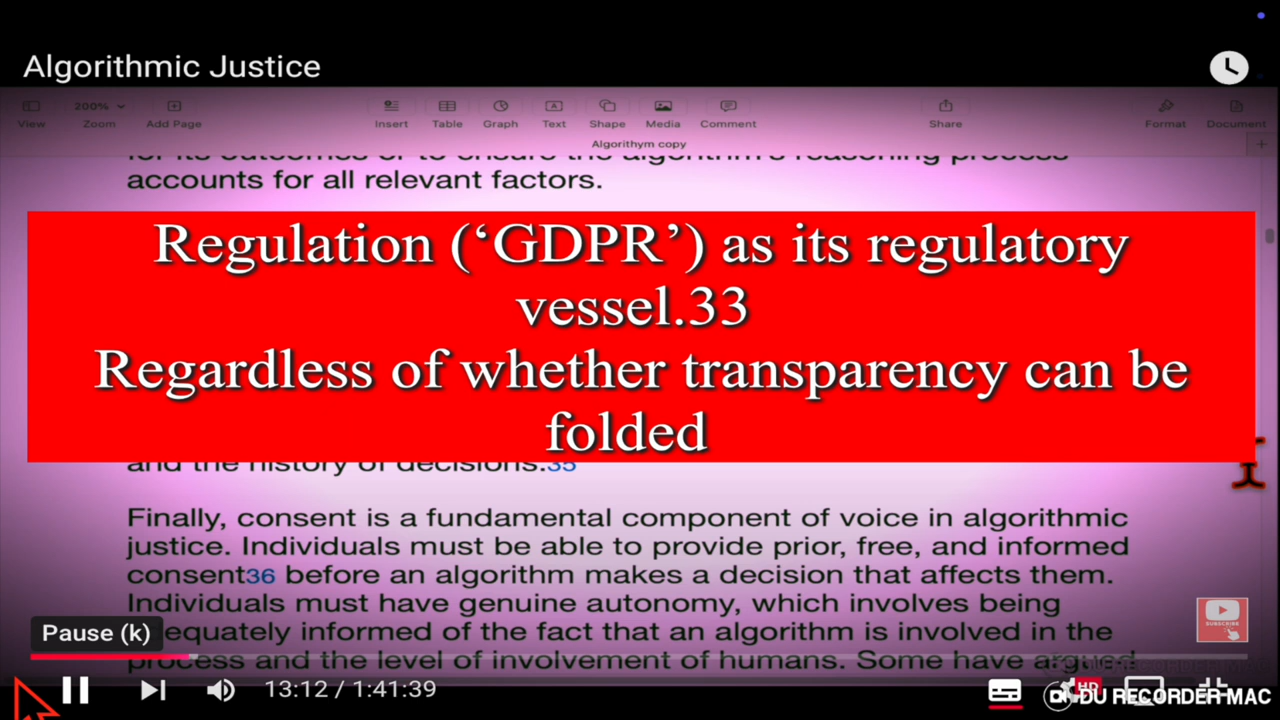 Algorithmic Justice
200%
View
Zoom
Add Page
Insert
Table
Graph
Text
Shape
Media
Comment
Share
Format
Document
Algorithym copy
for its outcomes or to ensure the algorithm's reasoning process
accounts for all relevant factors.
Regulation (‘GDPR’) as its regulatory
vessel.33
Regardless of whether transparency can be
folded
and the history of decisions.35
Finally, consent is a fundamental component of voice in algorithmic
justice. Individuals must be able to provide prior, free, and informed
consent36 before an algorithm makes a decision that affects them.
Individuals must have genuine autonomy, which involves being
equately informed of the fact that an algorithm is involved in the
process and the level of involvement of humans. Some have argued
Pause (k)
SUBSCRIBE
13:12 / 1:41:39
HD
DU RECORDER MAC